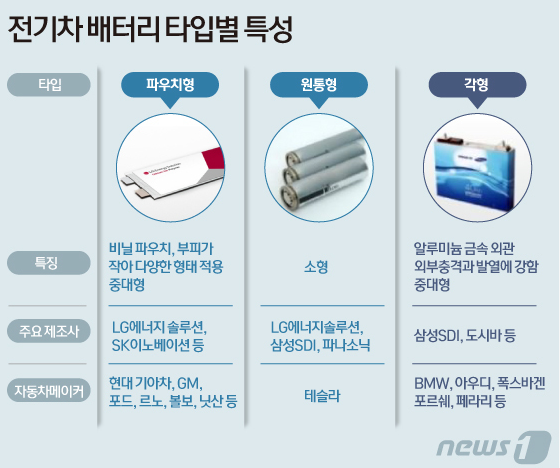 전기차 배터리 타입별 특성
타입
파우치형
원통형
각형
특징
비닐 파우치, 부피가
작아 다양한 형태 적용
중대형
소형
알루미늄 금속 외관
외부충격과 발열에 강함
중대형
주요 제조사
LG에너지 솔루션,
SK이노베이션 등
LG에너지솔루션,
삼성SDI, 파나소닉
삼성SDI, 도시바 등
자동차메이커
현대 기아차, GM,
포드, 르노, 볼보, 닛산 등
테슬라
BMW, 아우디, 폭스바겐
포르쉐, 페라리 등
news1